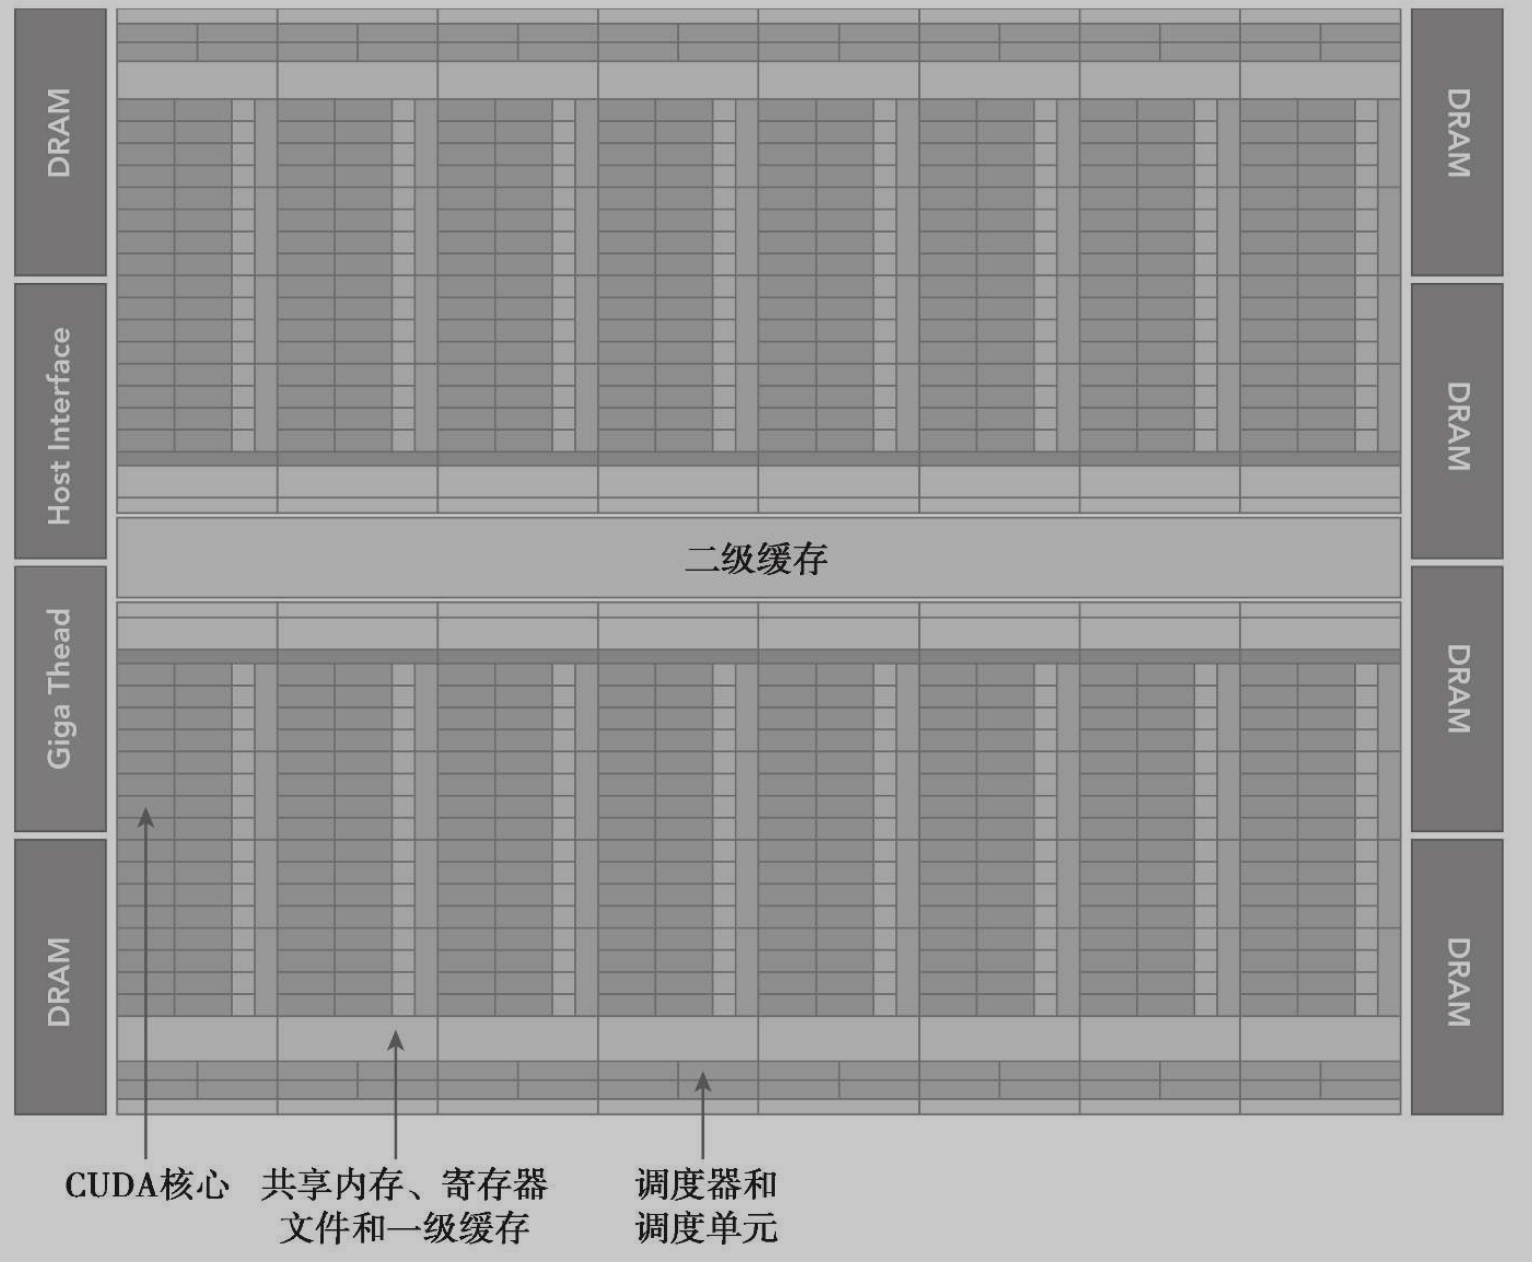 DRAM
Host Interface
Giga Thead
DRAM
二级缓存
DRAM
DRAM
DRAM
DRAM
CUDA核心
共享内存、寄存器
文件和一级缓存
调度器和
调度单元